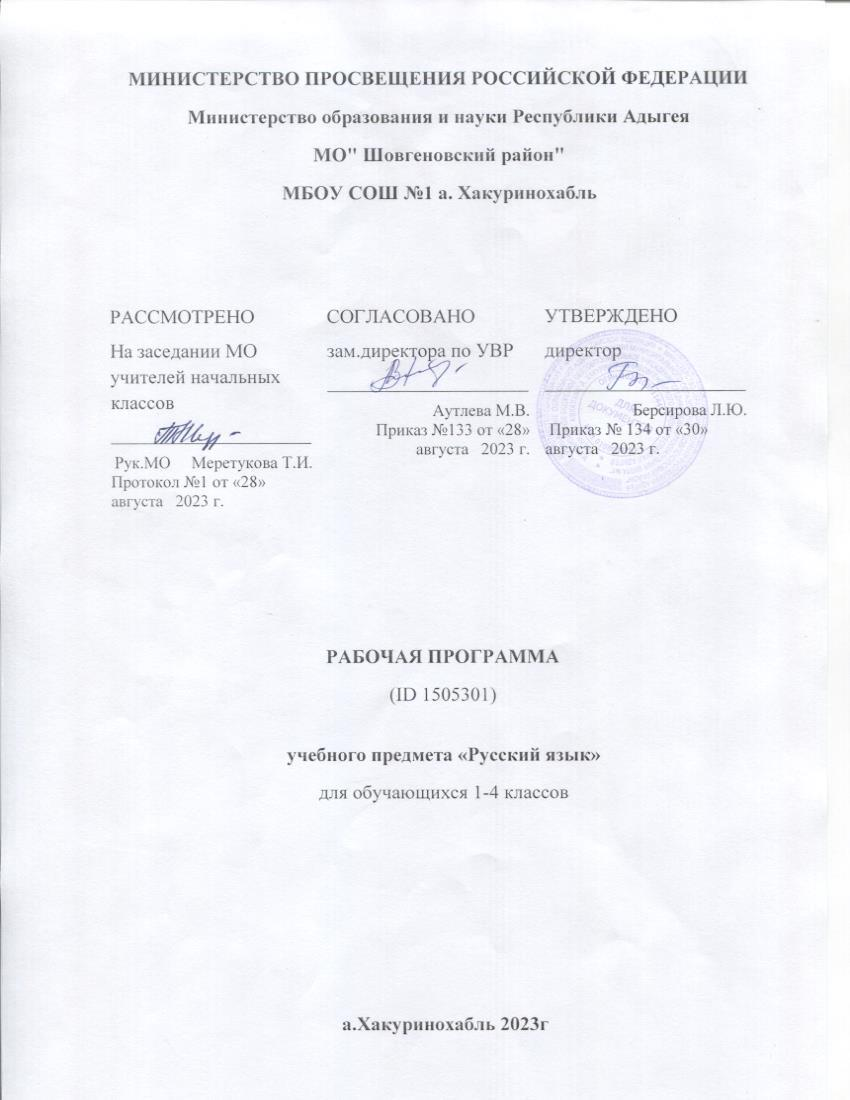 МИНИСТЕРСТВО ПРОСВЕЩЕНИЯ РОССИЙСКОЙ ФЕДЕРАЦИИ
Министерство образования и науки Республики Адыгея
МО" Шовгеновский район"
МБОУ СОШ №1 а. Хакуринохабль
РАССМОТРЕНО
На заседании МО
учителей начальных
классов
Рук.МО Меретукова Т.И.
Протокол №1 от «28»
августа 2023 г.
СОГЛАСОВАНО
зам.директора по УВР
Аутлева М.В.
Приказ №133 от «28»
августа 2023 г.
УТВЕРЖДЕНО
директор
Берсирова Л.Ю.
Приказ № 134 от «30»
августа 2023 г.
ДЛЯ
РАБОЧАЯ ПРОГРАММА
(ID 1505301)
учебного предмета «Русский язык»
для обучающихся 1-4 классов
а.Хакуринохабль 2023г